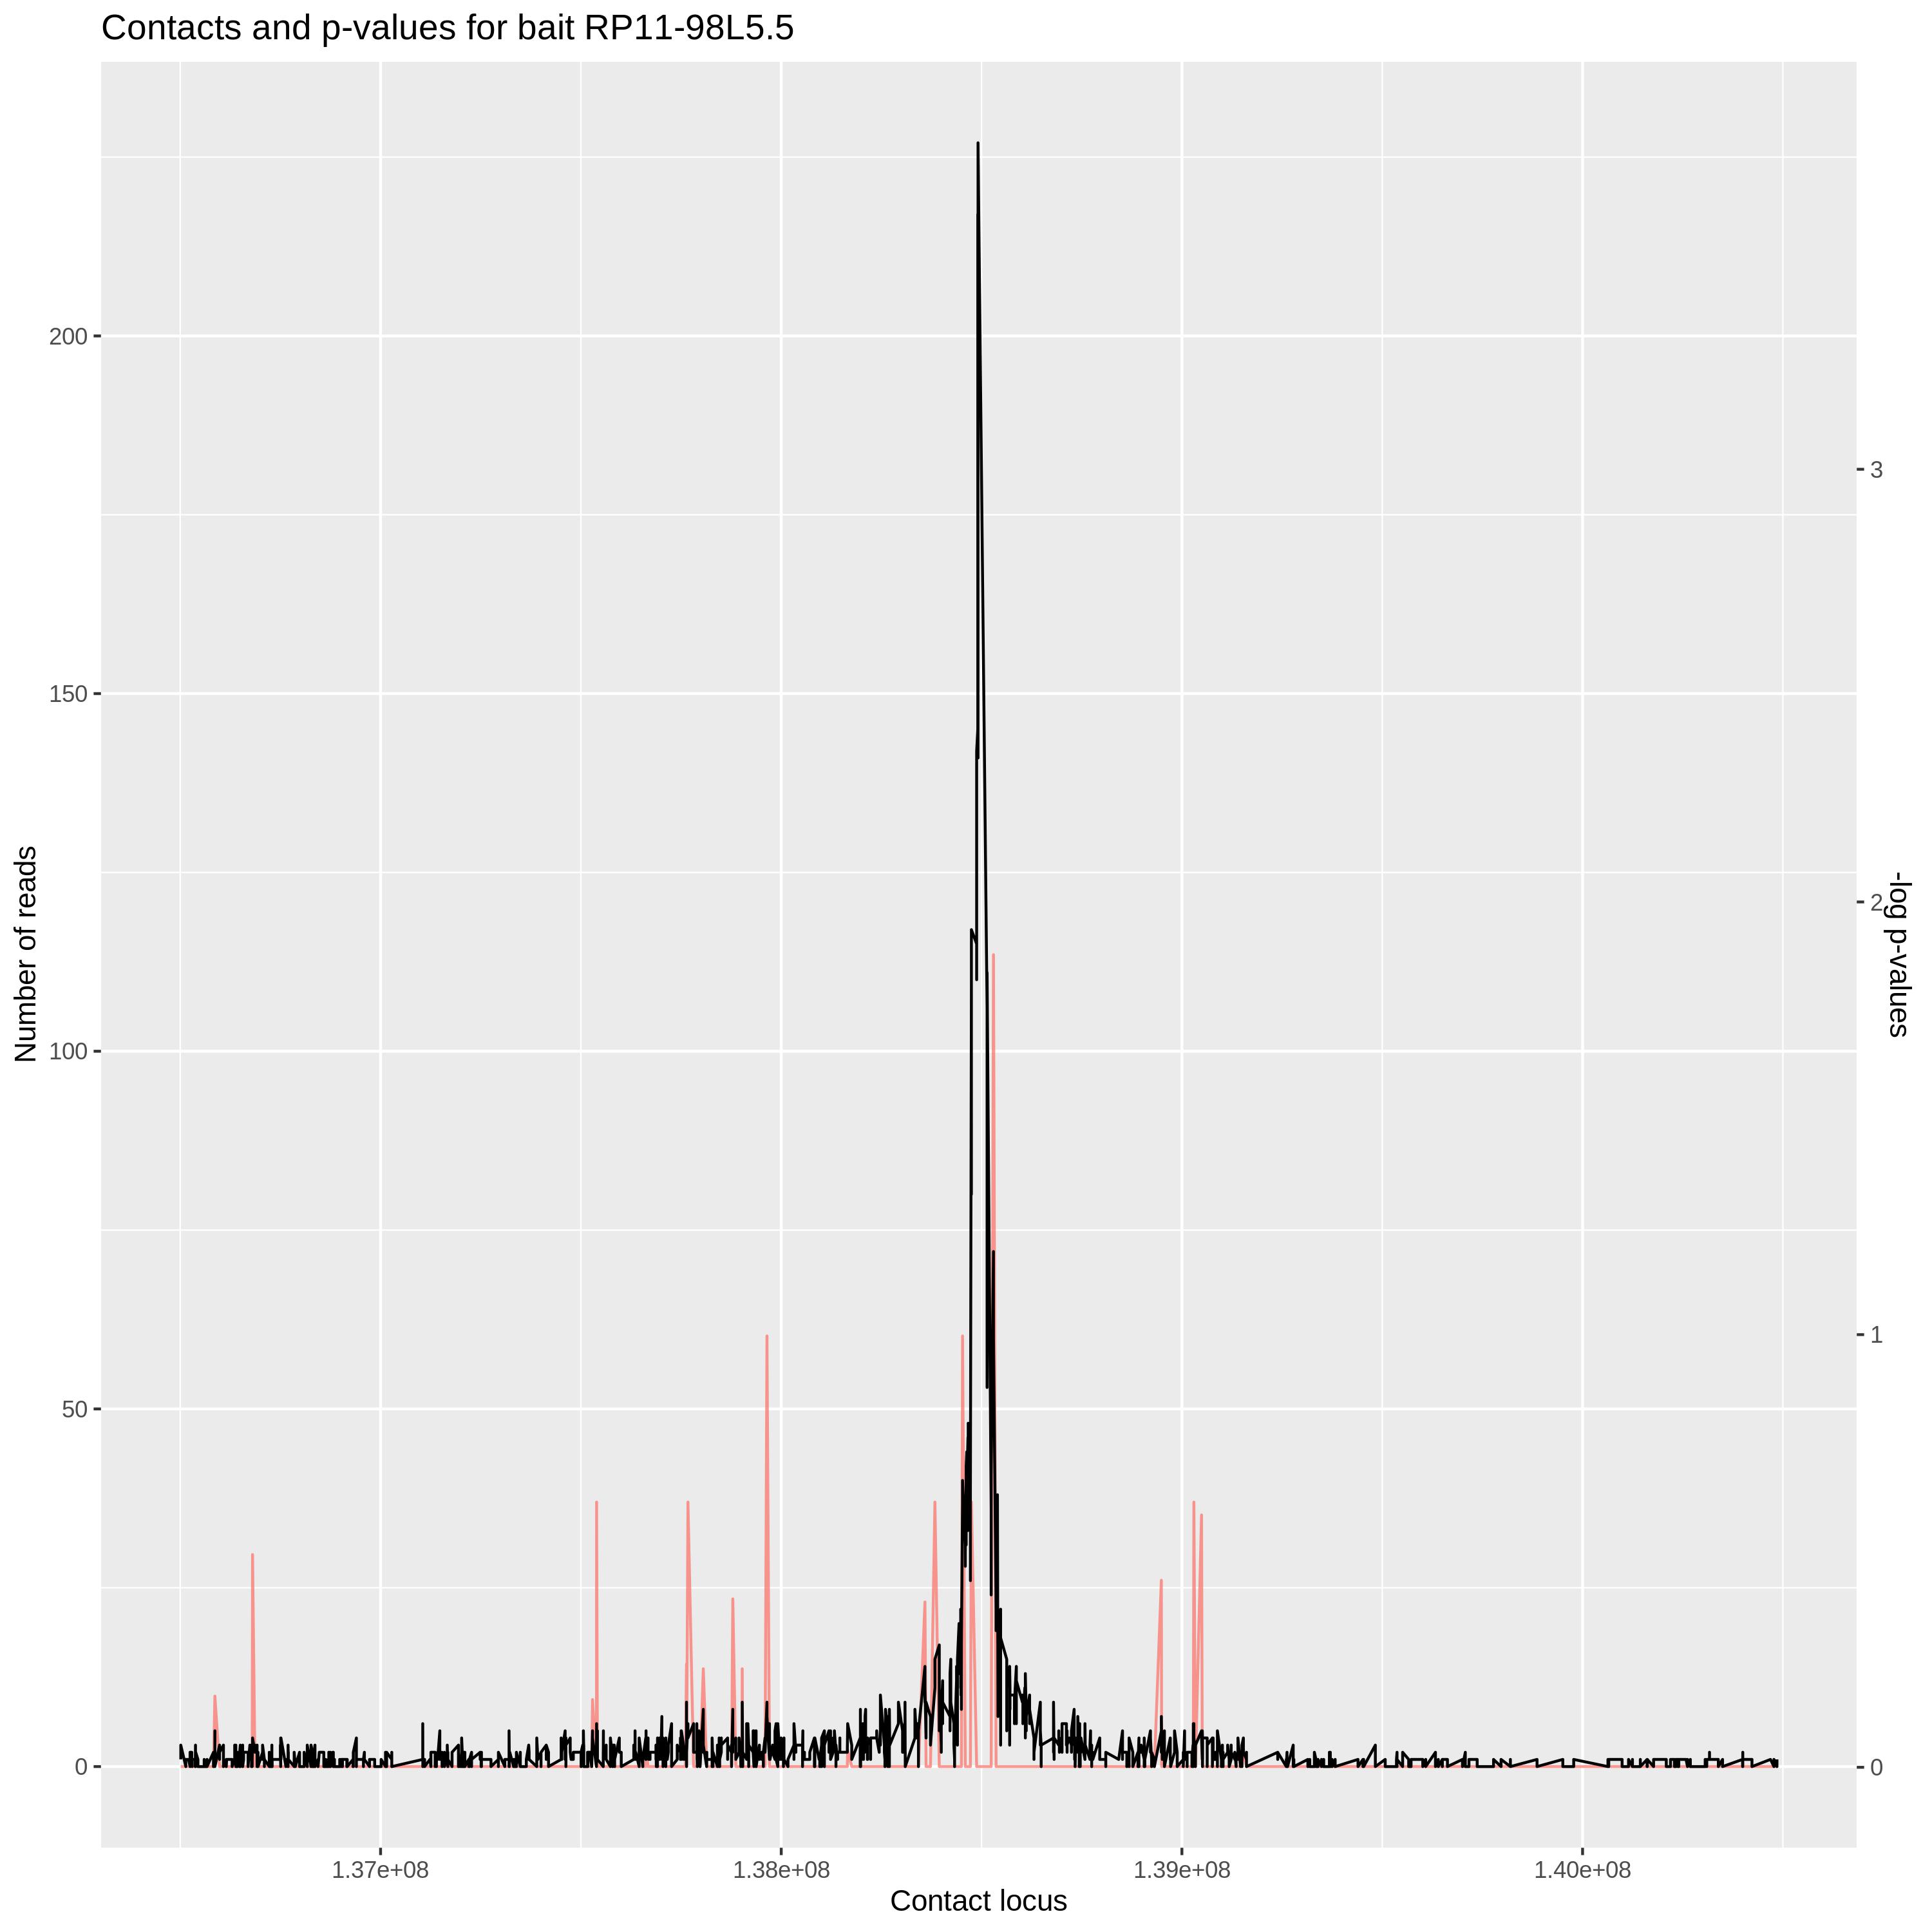 Contacts and p-values for bait RP11-98L5.5
200
150
100
50
0
Number of reads
3
2
1
0
-log p-values
1.37e+08
1.38e+08
1.39e+08
1.40e+08
Contact locus